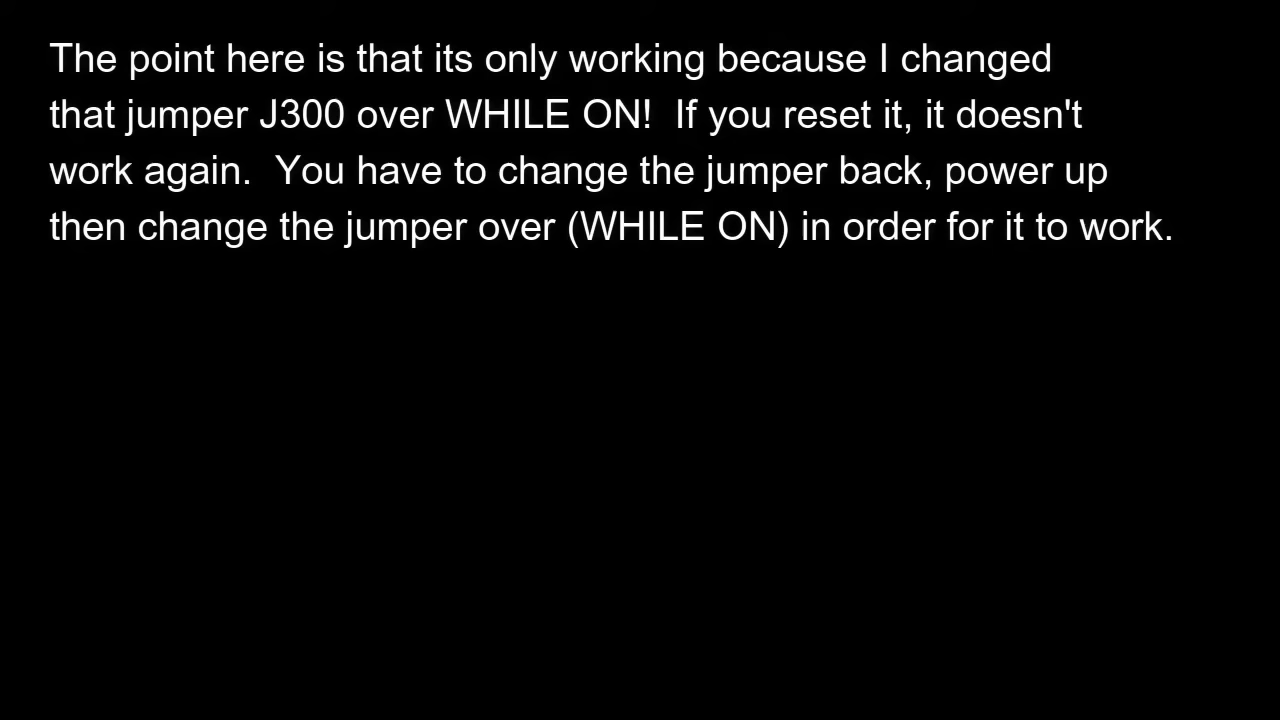 The point here is that its only working because I changed
that jumper J300 over WHILE ON!  If you reset it, it doesn't
work again.  You have to change the jumper back, power up
then change the jumper over (WHILE ON) in order for it to work.